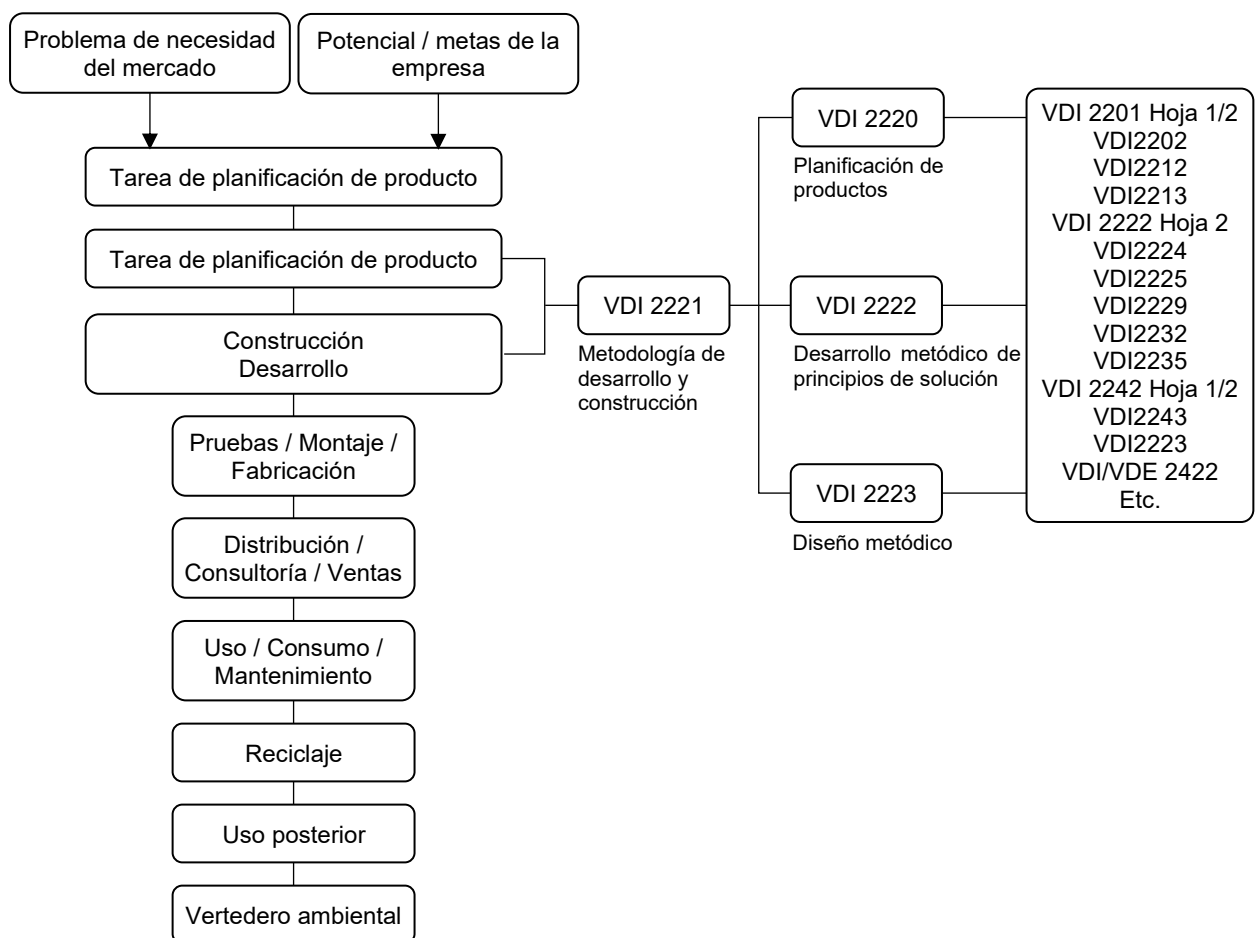 Problema de necesidad
del mercado
Potencial / metas de la
empresa
Tarea de planificación de producto
Tarea de planificación de producto
Construcción
Desarrollo
Pruebas / Montaje /
Fabricación
Distribución /
Consultoría / Ventas
Uso / Consumo /
Mantenimiento
Reciclaje
Uso posterior
Vertedero ambiental
VDI 2221
Metodología de
desarrollo y
construcción
VDI 2220
Planificación de
productos
VDI 2222
Desarrollo metódico de
principios de solución
VDI 2223
Diseño metódico
VDI 2201 Hoja 1/2
VDI2202
VDI2212
VDI2213
VDI 2222 Hoja 2
VDI2224
VDI2225
VDI2229
VDI2232
VDI2235
VDI 2242 Hoja 1/2
VDI2243
VDI2223
VDI/VDE 2422
Etc.